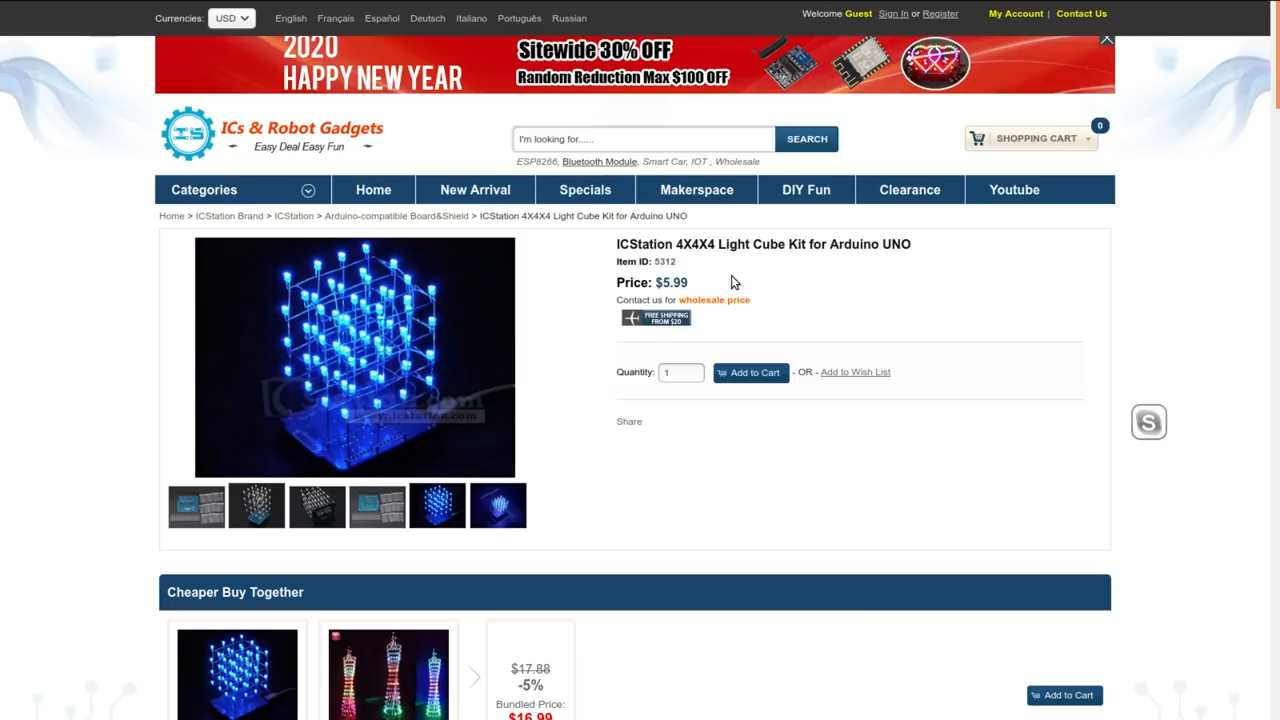 Currencies: USD English Français Español Deutsch Italiano Português Russian Welcome Guest Sign In or Register My Account | Contact Us
2020
HAPPY NEW YEAR
Sitewide 30% OFF
Random Reduction Max $100 OFF
ICs & Robot Gadgets
Easy Deal Easy Fun
I'm looking for...... SEARCH
ESP8266, Bluetooth Module, Smart Car, IOT , Wholesale
SHOPPING CART 0
Categories Home New Arrival Specials Makerspace DIY Fun Clearance Youtube
Home > ICStation Brand > ICStation > Arduino-compatible Board&Shield > ICStation 4X4X4 Light Cube Kit for Arduino UNO
www.icstation.com
ICStation 4X4X4 Light Cube Kit for Arduino UNO
Item ID: 5312
Price: $5.99
Contact us for wholesale price
FREE SHIPPING
FROM $20
Quantity: 1 Add to Cart - OR - Add to Wish List
Share
S
Cheaper Buy Together
$17.88
-5%
Bundled Price:
$16.99
Add to Cart